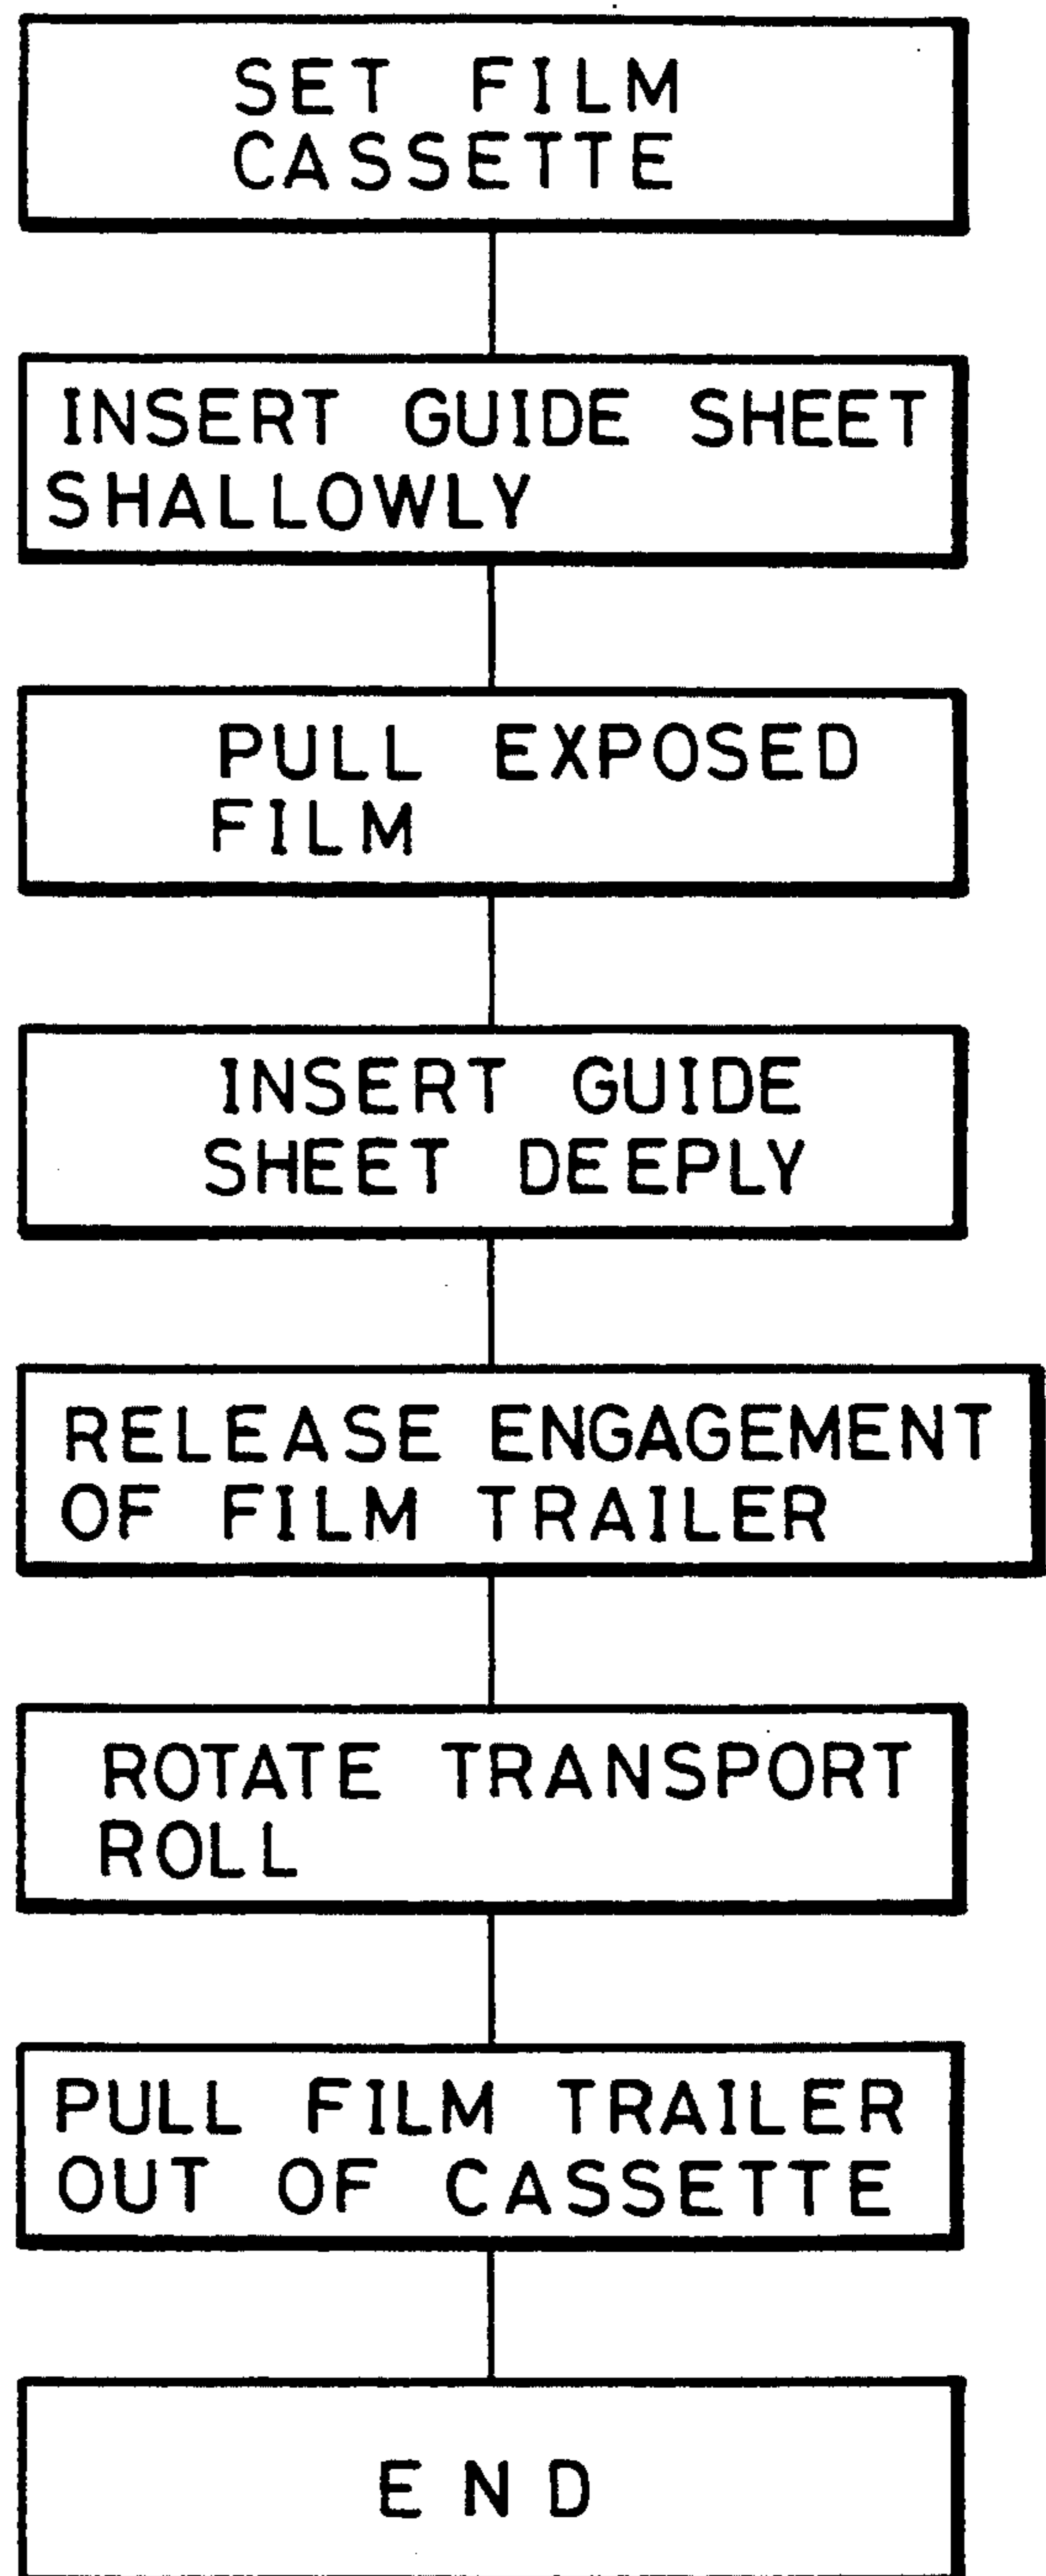 SET FILM
CASSETTE
INSERT GUIDE SHEET
SHALLOWLY
PULL EXPOSED
FILM
INSERT GUIDE
SHEET DEEPLY
RELEASE ENGAGEMENT
OF FILM TRAILER
ROTATE TRANSPORT
ROLL
PULL FILM TRAILER
OUT OF CASSETTE
END